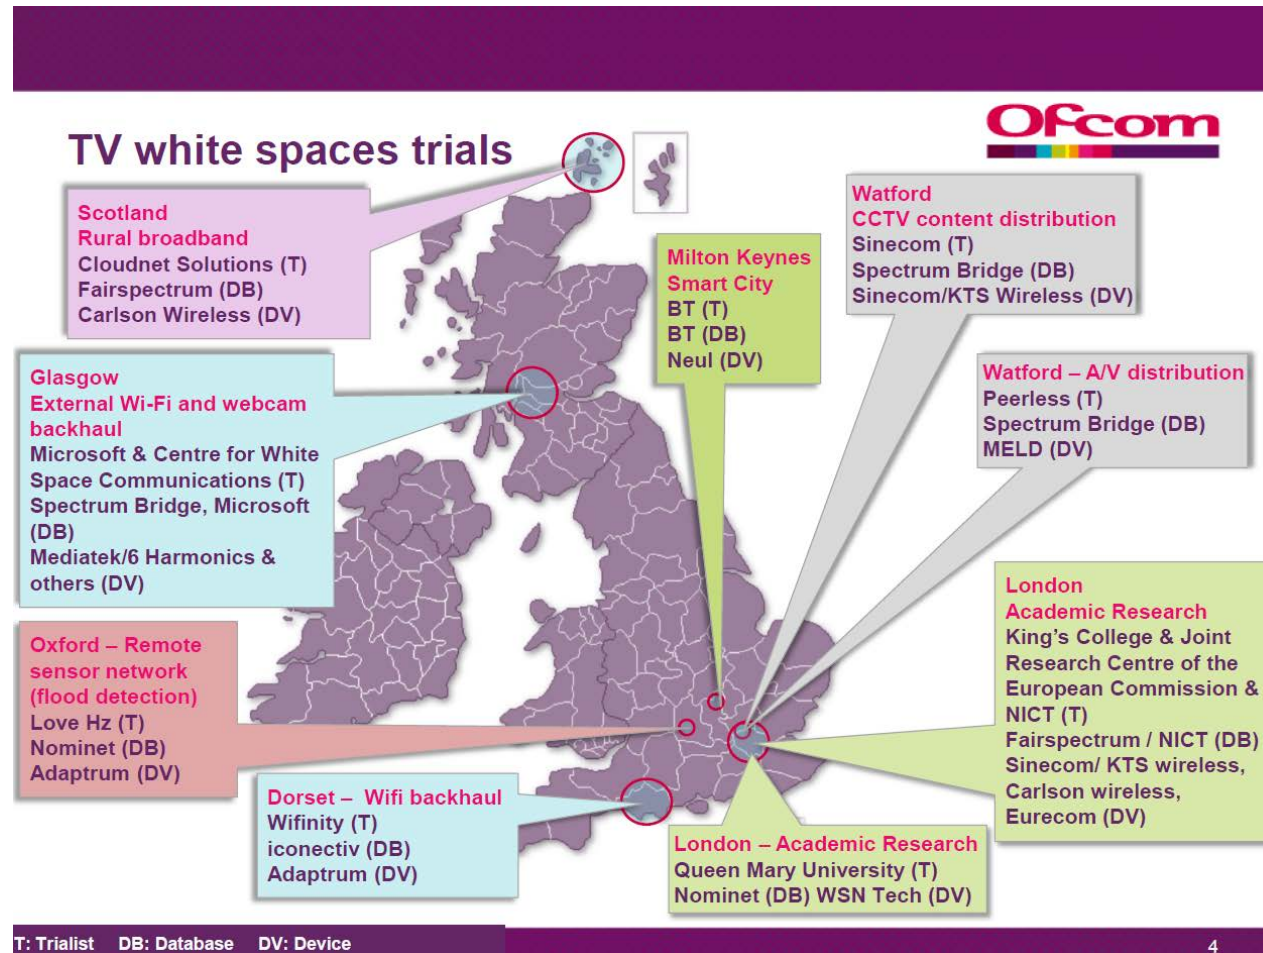 Ofcom
TV white spaces trials
Scotland
Rural broadband
Cloudnet Solutions (T)
Fairspectrum (DB)
Carlson Wireless (DV)
Glasgow
External Wi-Fi and webcam
backhaul
Microsoft & Centre for White
Space Communications (T)
Spectrum Bridge, Microsoft
(DB)
Mediatek/6 Harmonics &
others (DV)
Oxford – Remote
sensor network
(flood detection)
Love Hz (T)
Nominet (DB)
Adaptrum (DV)
Dorset – Wifi backhaul
Wifinity (T)
iconectiv (DB)
Adaptrum (DV)
Milton Keynes
Smart City
BT (T)
BT (DB)
Neul (DV)
Watford
CCTV content distribution
Sinecom (T)
Spectrum Bridge (DB)
Sinecom/KTS Wireless (DV)
Watford – A/V distribution
Peerless (T)
Spectrum Bridge (DB)
MELD (DV)
London
Academic Research
King's College & Joint
Research Centre of the
European Commission &
NICT (T)
Fairspectrum / NICT (DB)
Sinecom/ KTS wireless,
Carlson wireless,
Eurecom (DV)
London – Academic Research
Queen Mary University (T)
Nominet (DB) WSN Tech (DV)
T: Trialist DB: Database DV: Device
4